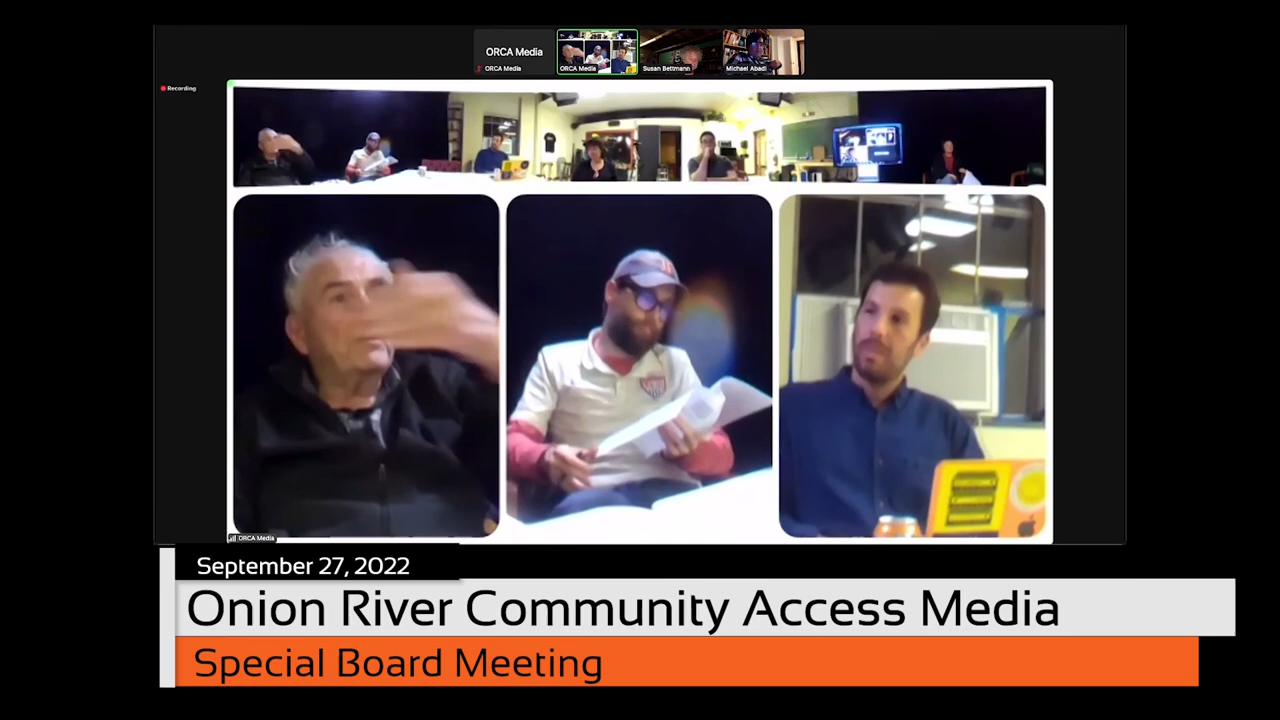 ORCA Media
ORCA Media
ORCA Media
Susan Bettmann
Michael Abadi
Recording
ORCA Media
September 27, 2022
Onion River Community Access Media
Special Board Meeting